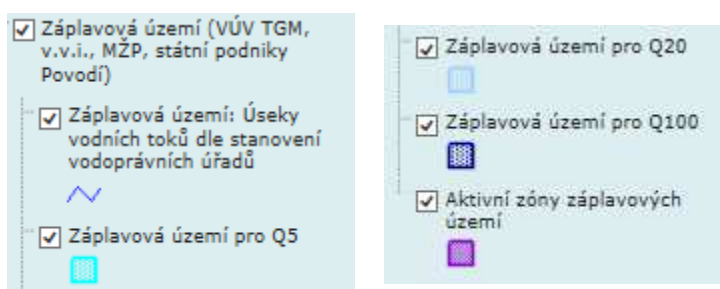 Záplavová území (VÚV TGM,
v.v.i., MŽP, státní podniky
Povodí)
Záplavová území: Úseky
vodních toků dle stanovení
vodoprávních úřadů
Záplavová území pro Q5
Záplavová území pro Q20
Záplavová území pro Q100
Aktivní zóny záplavových
území